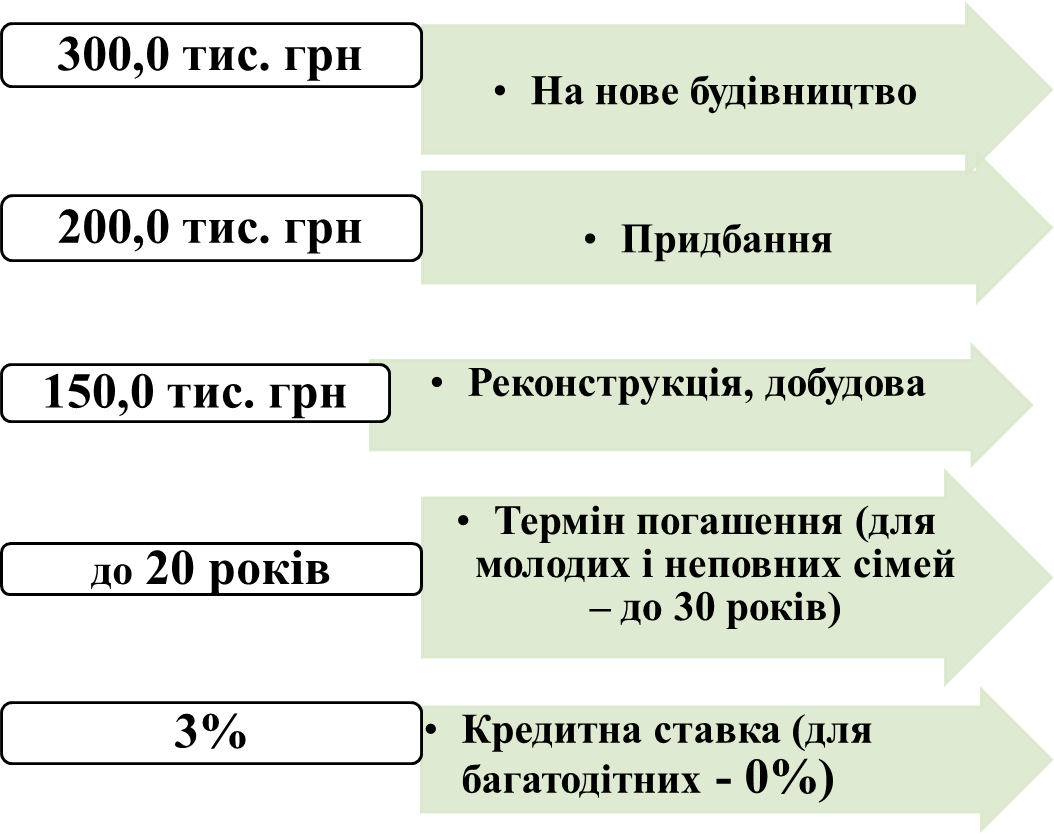 300,0 тис. грн
• На нове будівництво
200,0 тис. грн
• Придбання
150,0 тис. грн
• Реконструкція, добудова
до 20 років
• Термін погашення (для
молодих і неповних сімей
– до 30 років)
3%
• Кредитна ставка (для
багатодітних - 0%)